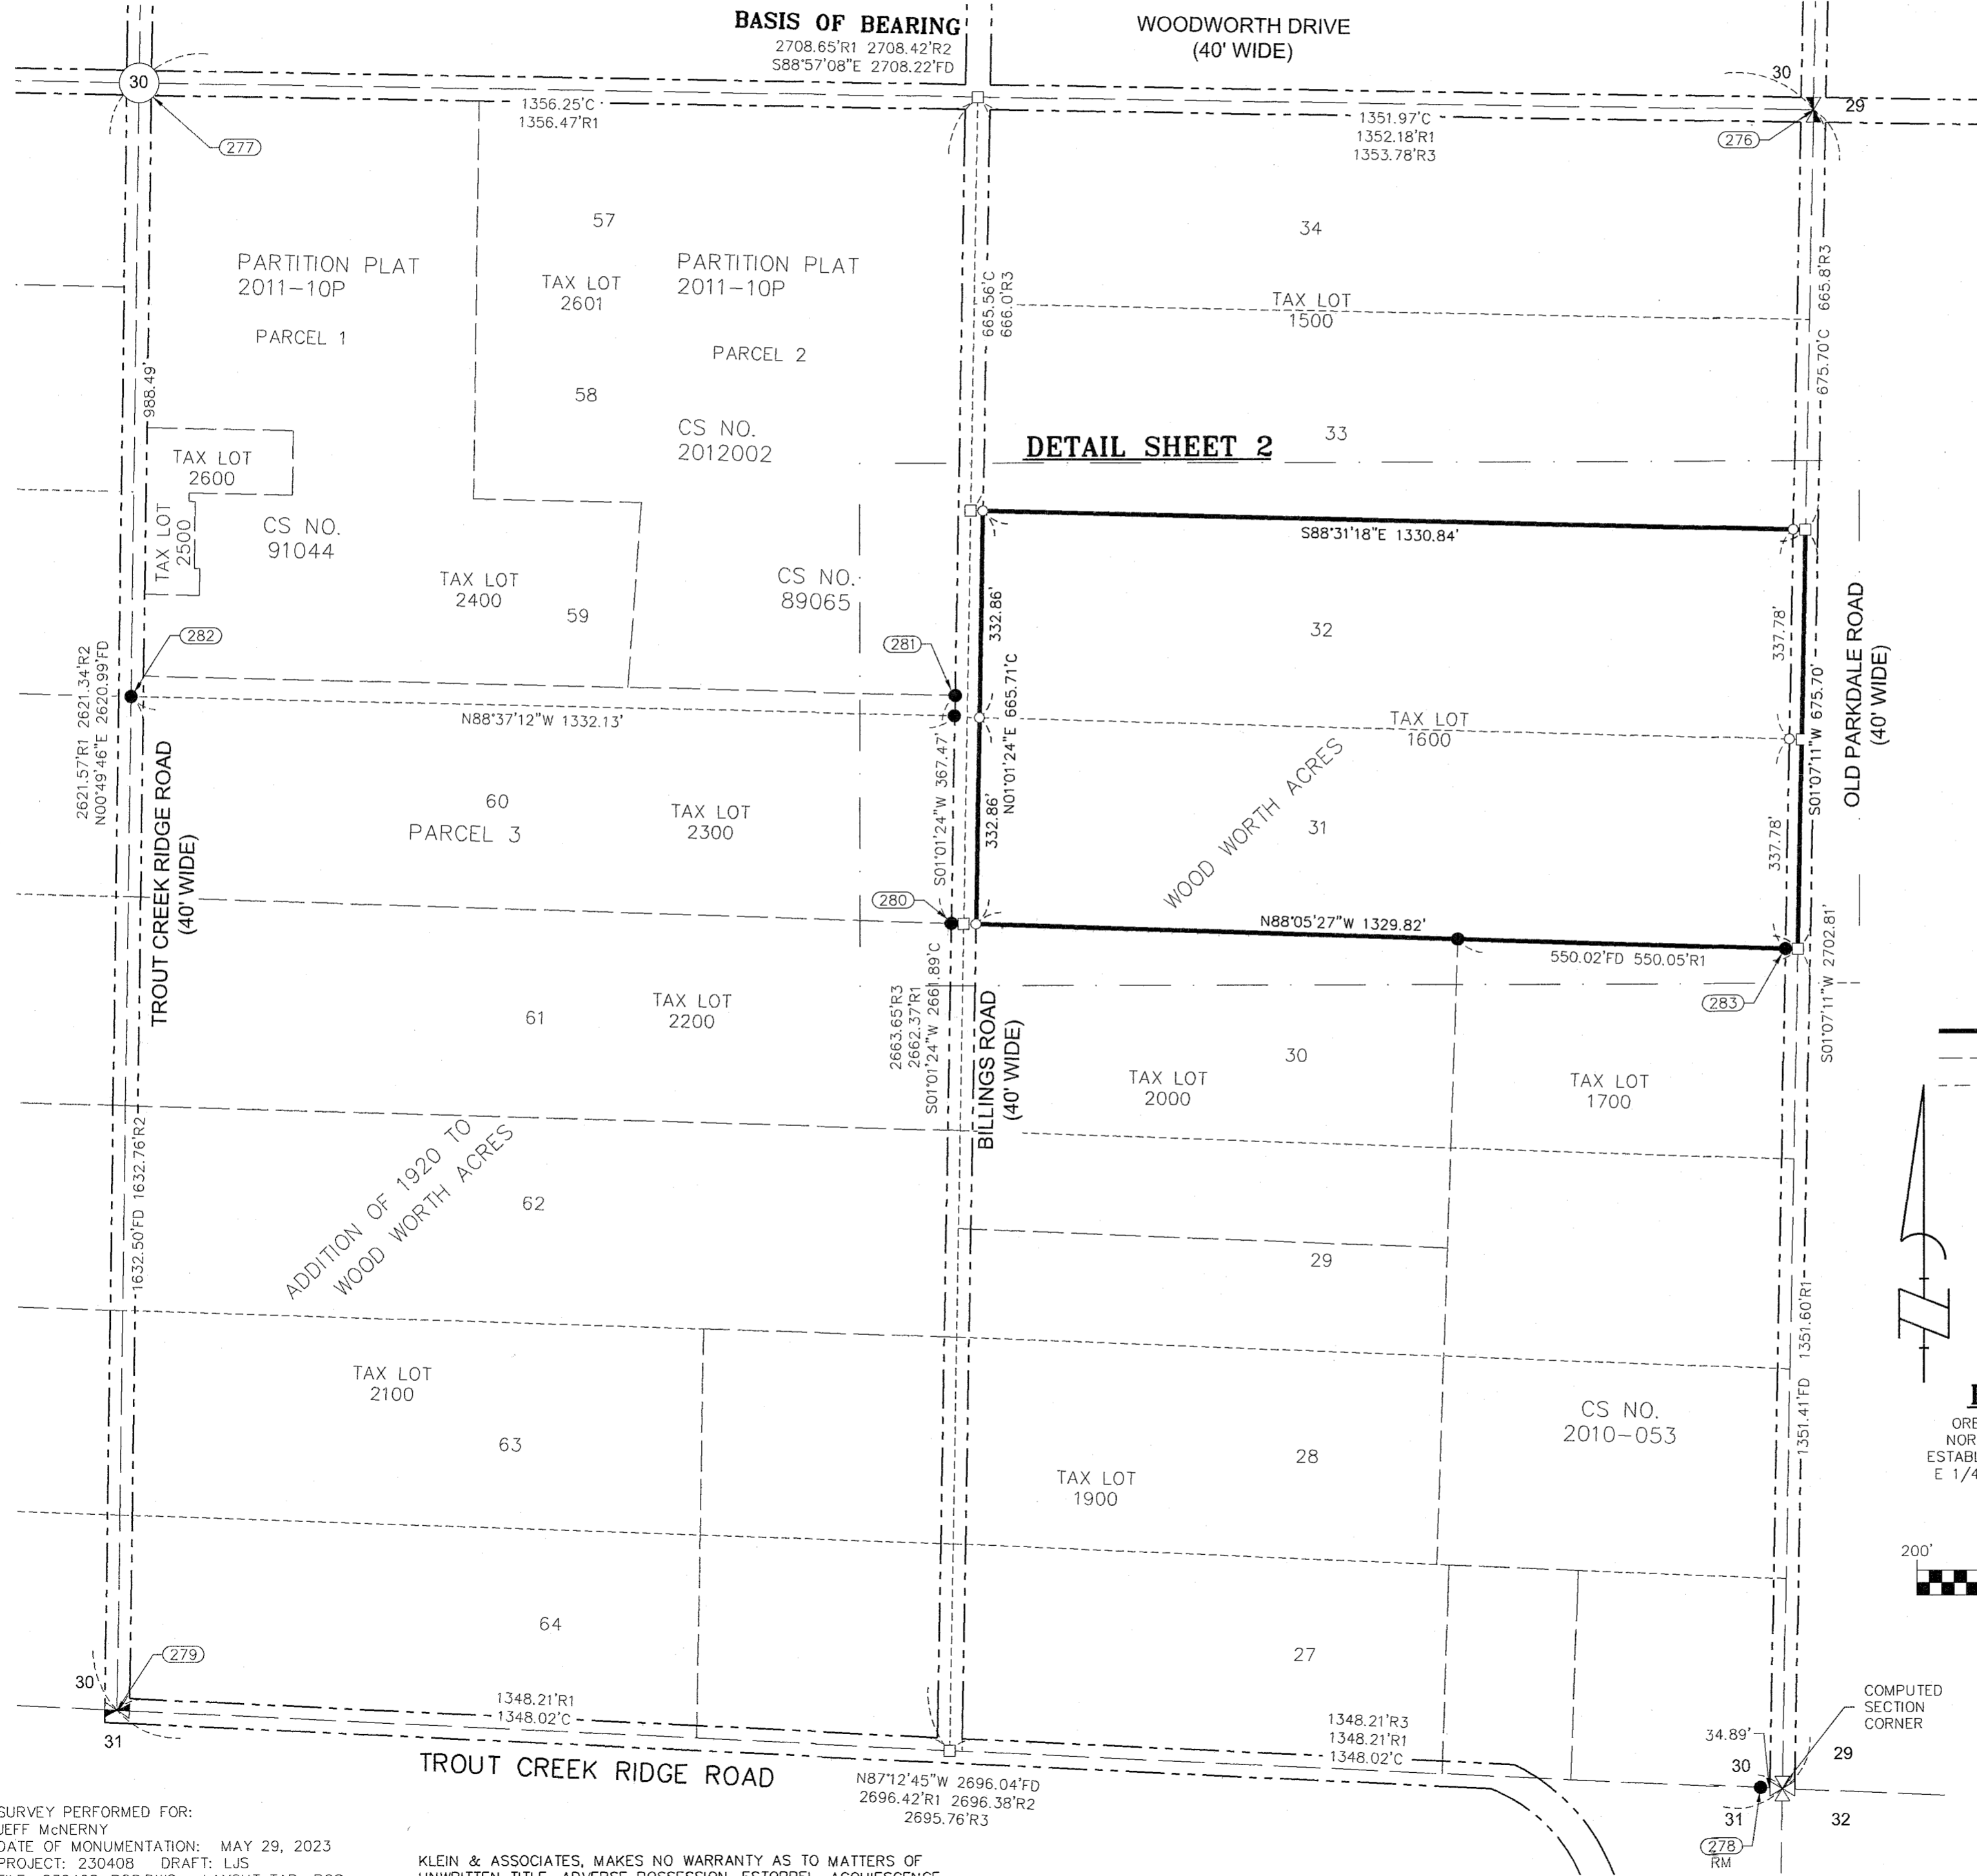 BASIS OF BEARING
2708.65'R1 2708.42'R2
S88°57'08"E 2708.22'FD
WOODWORTH DRIVE
(40' WIDE)
30
30
29
1356.25'C
1356.47'R1
1351.97'C
1352.18'R1
1353.78'R3
277
276
57
34
PARTITION PLAT
2011-10P
PARCEL 1
TAX LOT
2601
PARTITION PLAT
2011-10P
PARCEL 2
665.56'C
666.0'R3
TAX LOT
1500
675.70'C 665.8'R3
988.49'
58
CS NO.
2012002
33
DETAIL SHEET 2
TAX LOT
2600
TAX LOT
2500
CS NO.
91044
TAX LOT
2400
59
CS NO.
89065
S88°31'18"E 1330.84'
282
281
332.86'
32
337.78'
OLD PARKDALE ROAD
(40' WIDE)
2621.57'R1 2621.34'R2
N00°49'46"E 2620.99'FD
N88°37'12"W 1332.13'
N01°01'24"E 665.71'C
TAX LOT
1600
S01°07'11"W 675.70'
TROUT CREEK RIDGE ROAD
(40' WIDE)
60
PARCEL 3
TAX LOT
2300
S01°01'24"W 367.47'
332.86'
WOOD WORTH ACRES
31
337.78'
280
N88°05'27"W 1329.82'
550.02'FD 550.05'R1
283
S01°07'11"W 2702.81'
61
TAX LOT
2200
2663.65'R3
2662.37'R1
S01°01'24"W 2661.89'C
BILLINGS ROAD
(40' WIDE)
30
TAX LOT
2000
TAX LOT
1700
1632.50'FD 1632.76'R2
ADDITION OF 1920 TO
WOOD WORTH ACRES
62
29
1351.41'FD 1351.60'R1
TAX LOT
2100
63
CS NO.
2010-053
28
TAX LOT
1900
ORE
NOR
ESTABL
E 1/4
200'
64
27
279
30
31
1348.21'R1
1348.02'C
1348.21'R3
1348.21'R1
1348.02'C
COMPUTED
SECTION
CORNER
34.89'
30
29
31
32
278
RM
TROUT CREEK RIDGE ROAD
N87°12'45"W 2696.04'FD
2696.42'R1 2696.38'R2
2695.76'R3
SURVEY PERFORMED FOR:
JEFF McNERNY
DATE OF MONUMENTATION: MAY 29, 2023
PROJECT: 230408 DRAFT: LJS
KLEIN & ASSOCIATES, MAKES NO WARRANTY AS TO MATTERS OF
UNWRITTEN TITLE, ADVERSE POSSESSION, ESTOPPEL, ACQUIESCENCE,